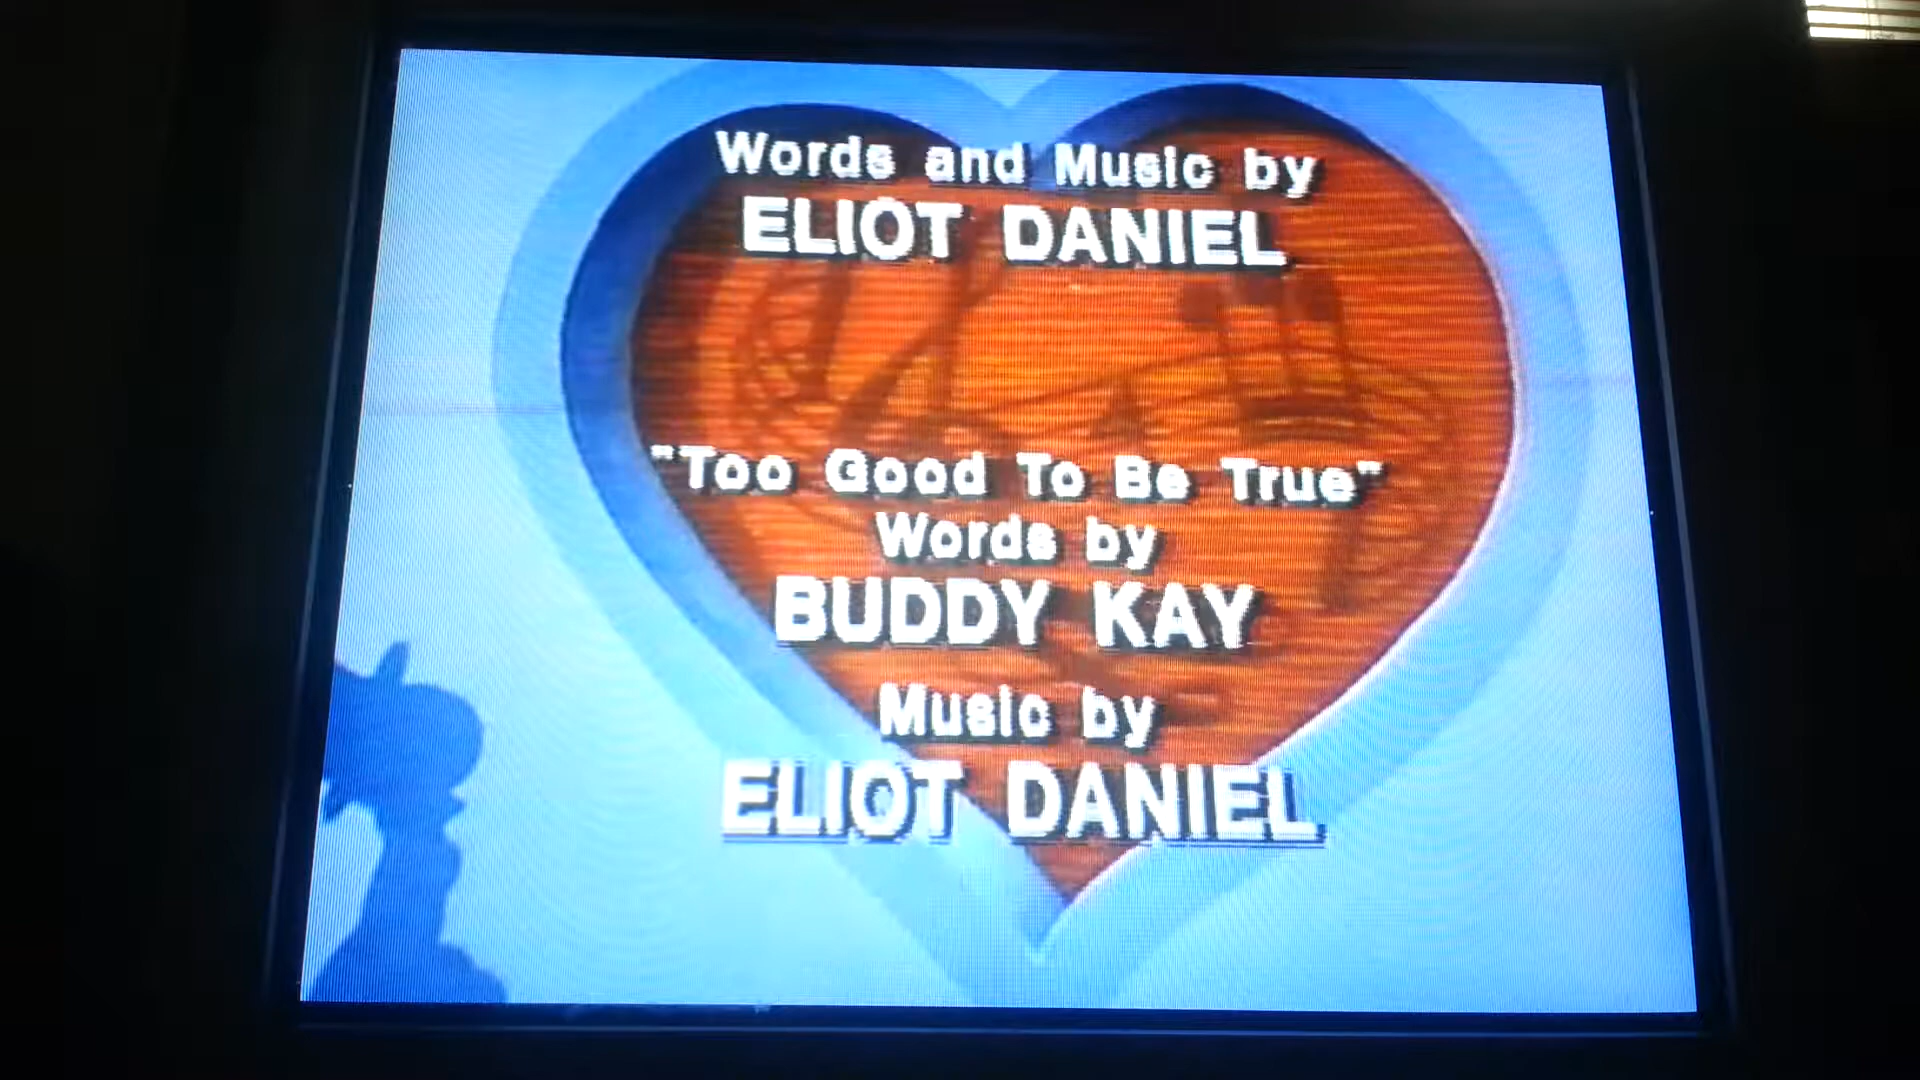 Words and Music by
ELIOT DANIEL
"Too Good To Be True"
Words by
BUDDY KAY
Music by
ELIOT DANIEL